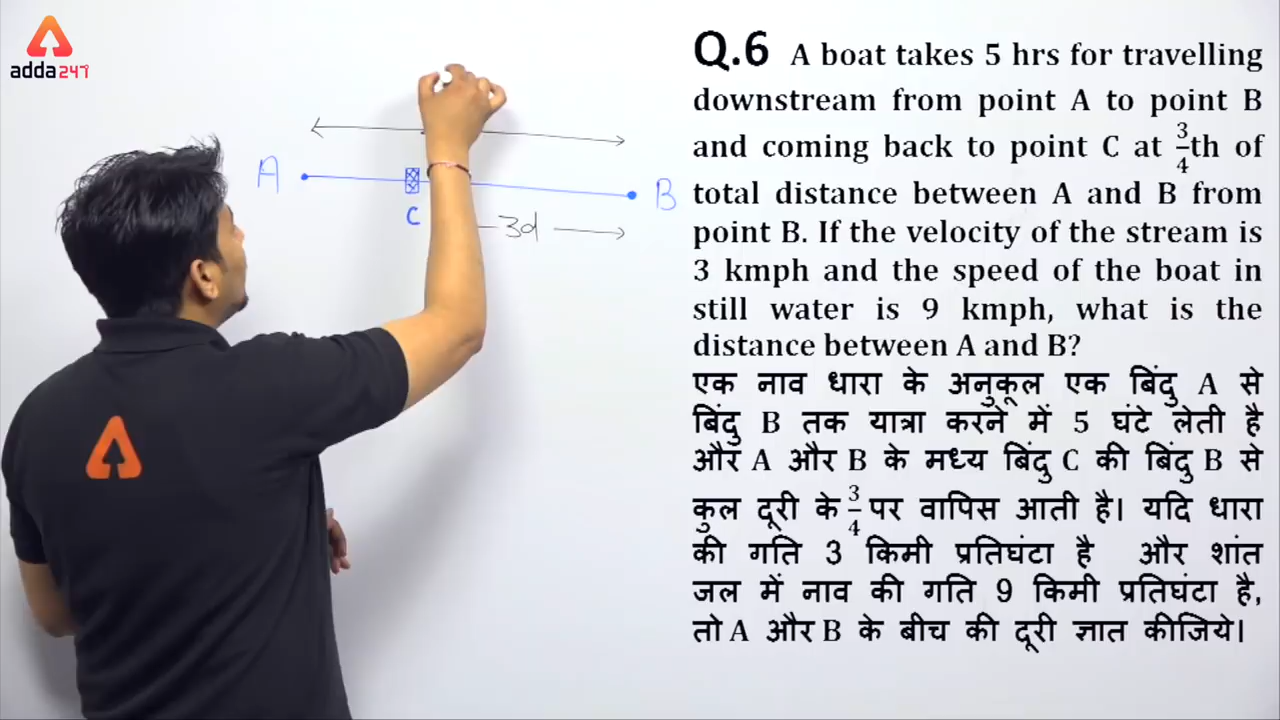 adda247
A
B
C
3d
Q.6 A boat takes 5 hrs for travelling
downstream from point A to point B
and coming back to point C at 3/4th of
total distance between A and B from
point B. If the velocity of the stream is
3 kmph and the speed of the boat in
still water is 9 kmph, what is the
distance between A and B?
एक नाव धारा के अनुकूल एक बिंदु A से
बिंदु B तक यात्रा करने में 5 घंटे लेती है
और A और B के मध्य बिंदु C की बिंदु B से
कुल दूरी के 3/4 पर वापिस आती है। यदि धारा
की गति 3 किमी प्रतिघंटा है और शांत
जल में नाव की गति 9 किमी प्रतिघंटा है,
तो A और B के बीच की दूरी ज्ञात कीजिये।